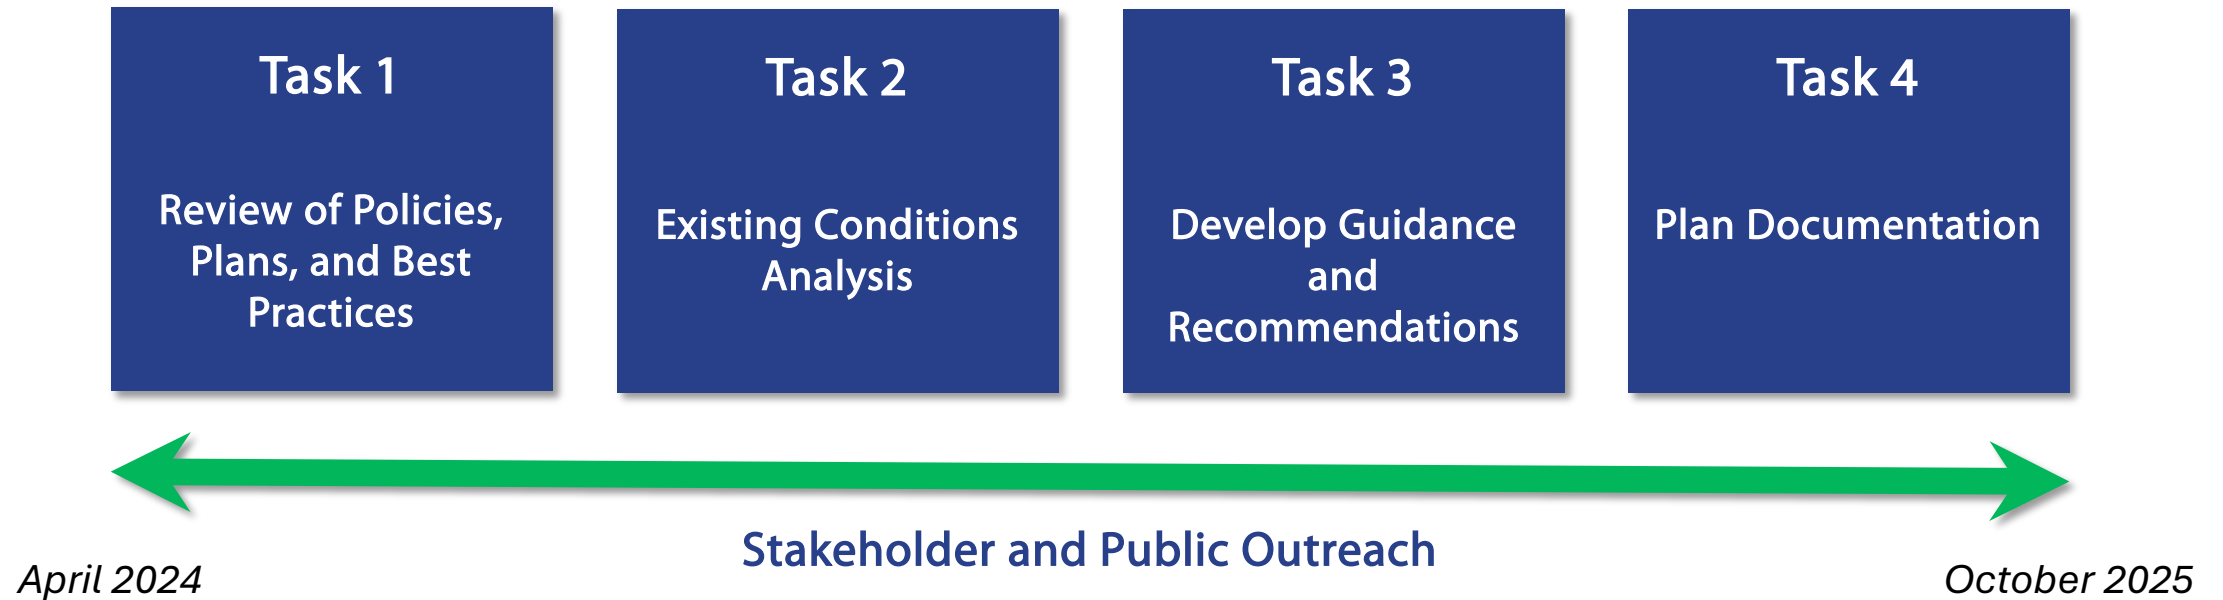 Task 1
Review of Policies,
Plans, and Best
Practices
Task 2
Existing Conditions
Analysis
Task 3
Develop Guidance
and
Recommendations
Task 4
Plan Documentation
Stakeholder and Public Outreach
April 2024
October 2025